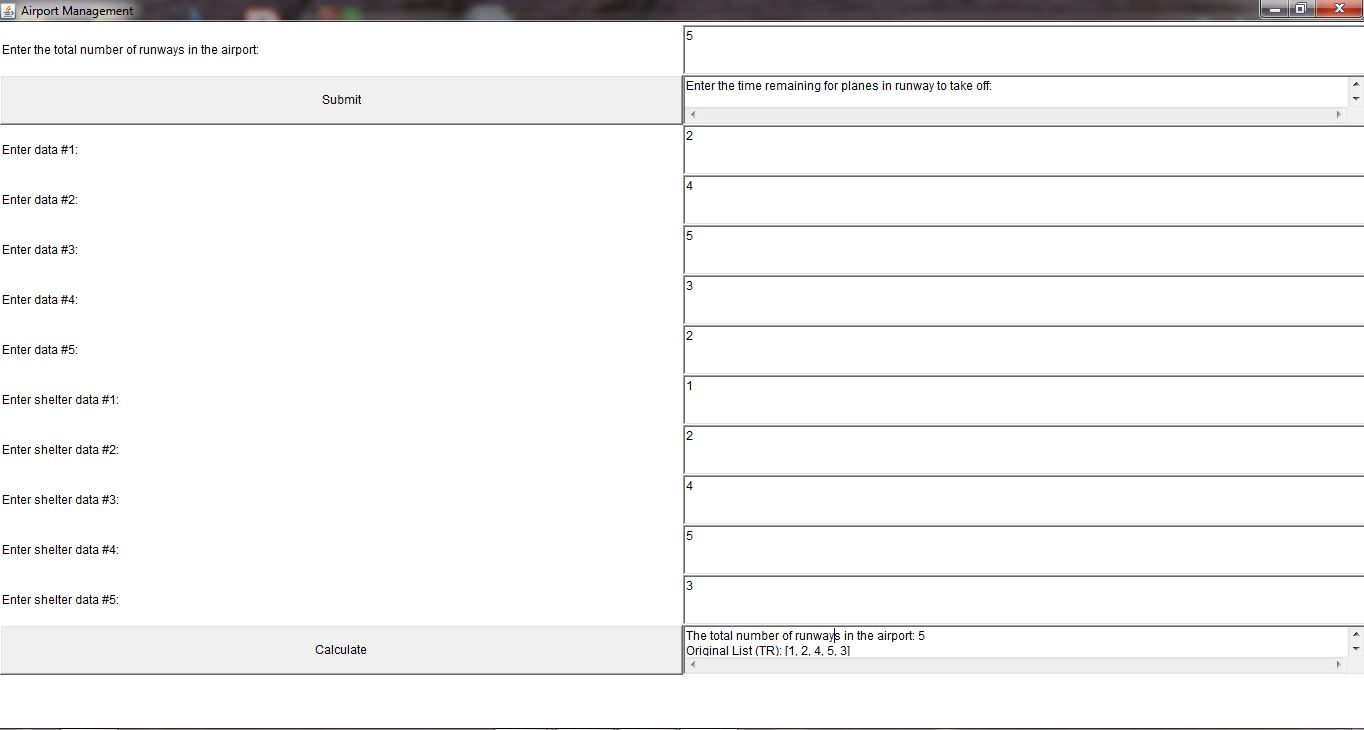 Airport Management
Enter the total number of runways in the airport:
5
Submit
Enter the time remaining for planes in runway to take off:
Enter data #1:
2
Enter data #2:
4
Enter data #3:
5
Enter data #4:
3
Enter data #5:
2
Enter shelter data #1:
1
Enter shelter data #2:
2
Enter shelter data #3:
4
Enter shelter data #4:
5
Enter shelter data #5:
3
Calculate
The total number of runways in the airport: 5
Original List (TR): [1, 2, 4, 5, 3]